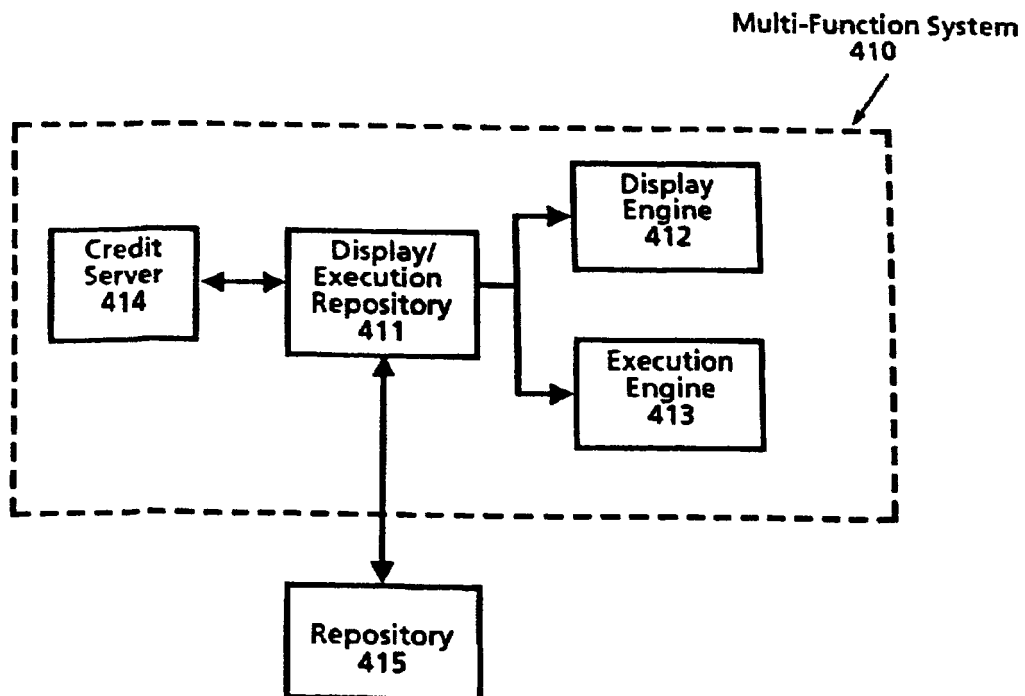 Multi-Function System
410
Display
Engine
412
Credit
Server
414
Display/
Execution
Repository
411
Execution
Engine
413
Repository
415